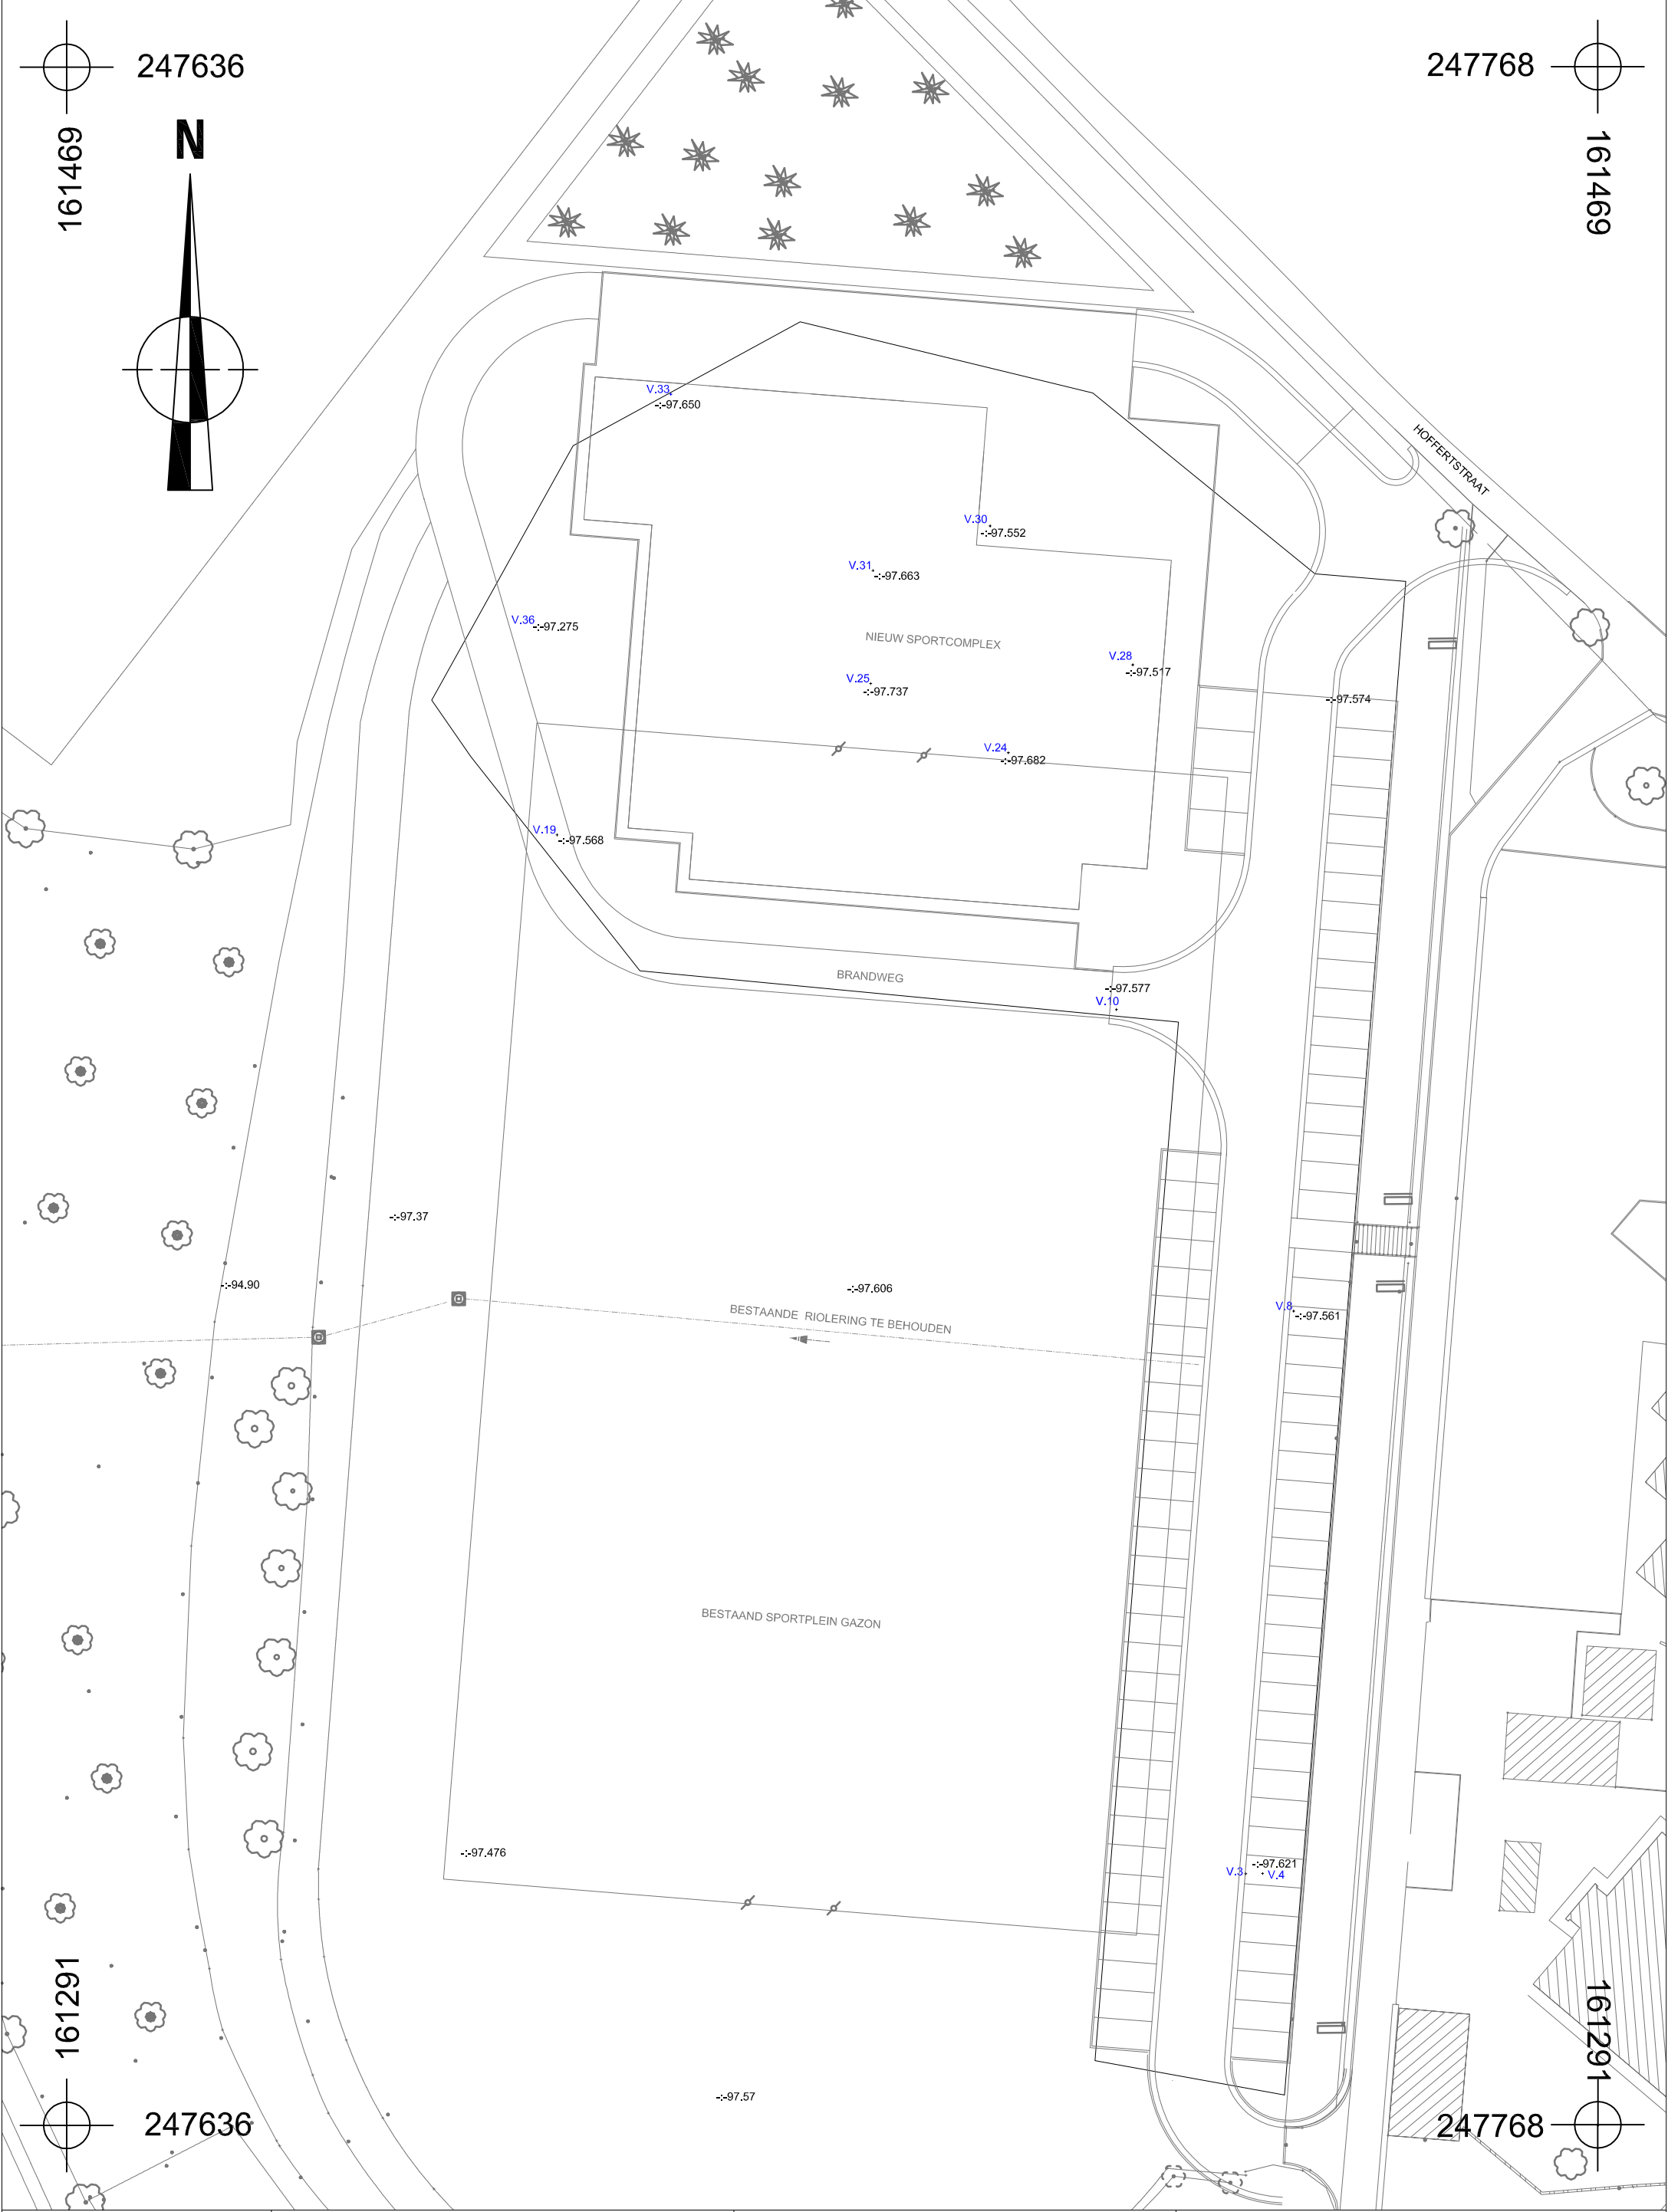 247636
247768
161469
161469
N
HOFFERTSTRAAT
V.33
-:-97.650
V.30
-:-97.552
V.31
-:-97.663
V.36
-:-97.275
NIEUW SPORTCOMPLEX
V.28
-:-97.517
V.25
-:-97.737
-:-97.574
V.24
-:-97.682
V.19
-:-97.568
BRANDWEG
-:-97.577
V.10
-:-97.37
-:-94.90
-:-97.606
BESTAANDE RIOLERING TE BEHOUDEN
V.8
-:-97.561
BESTAAND SPORTPLEIN GAZON
-:-97.476
-:-97.621
V.3
V.4
161291
161291
-:-97.57
247636
247768